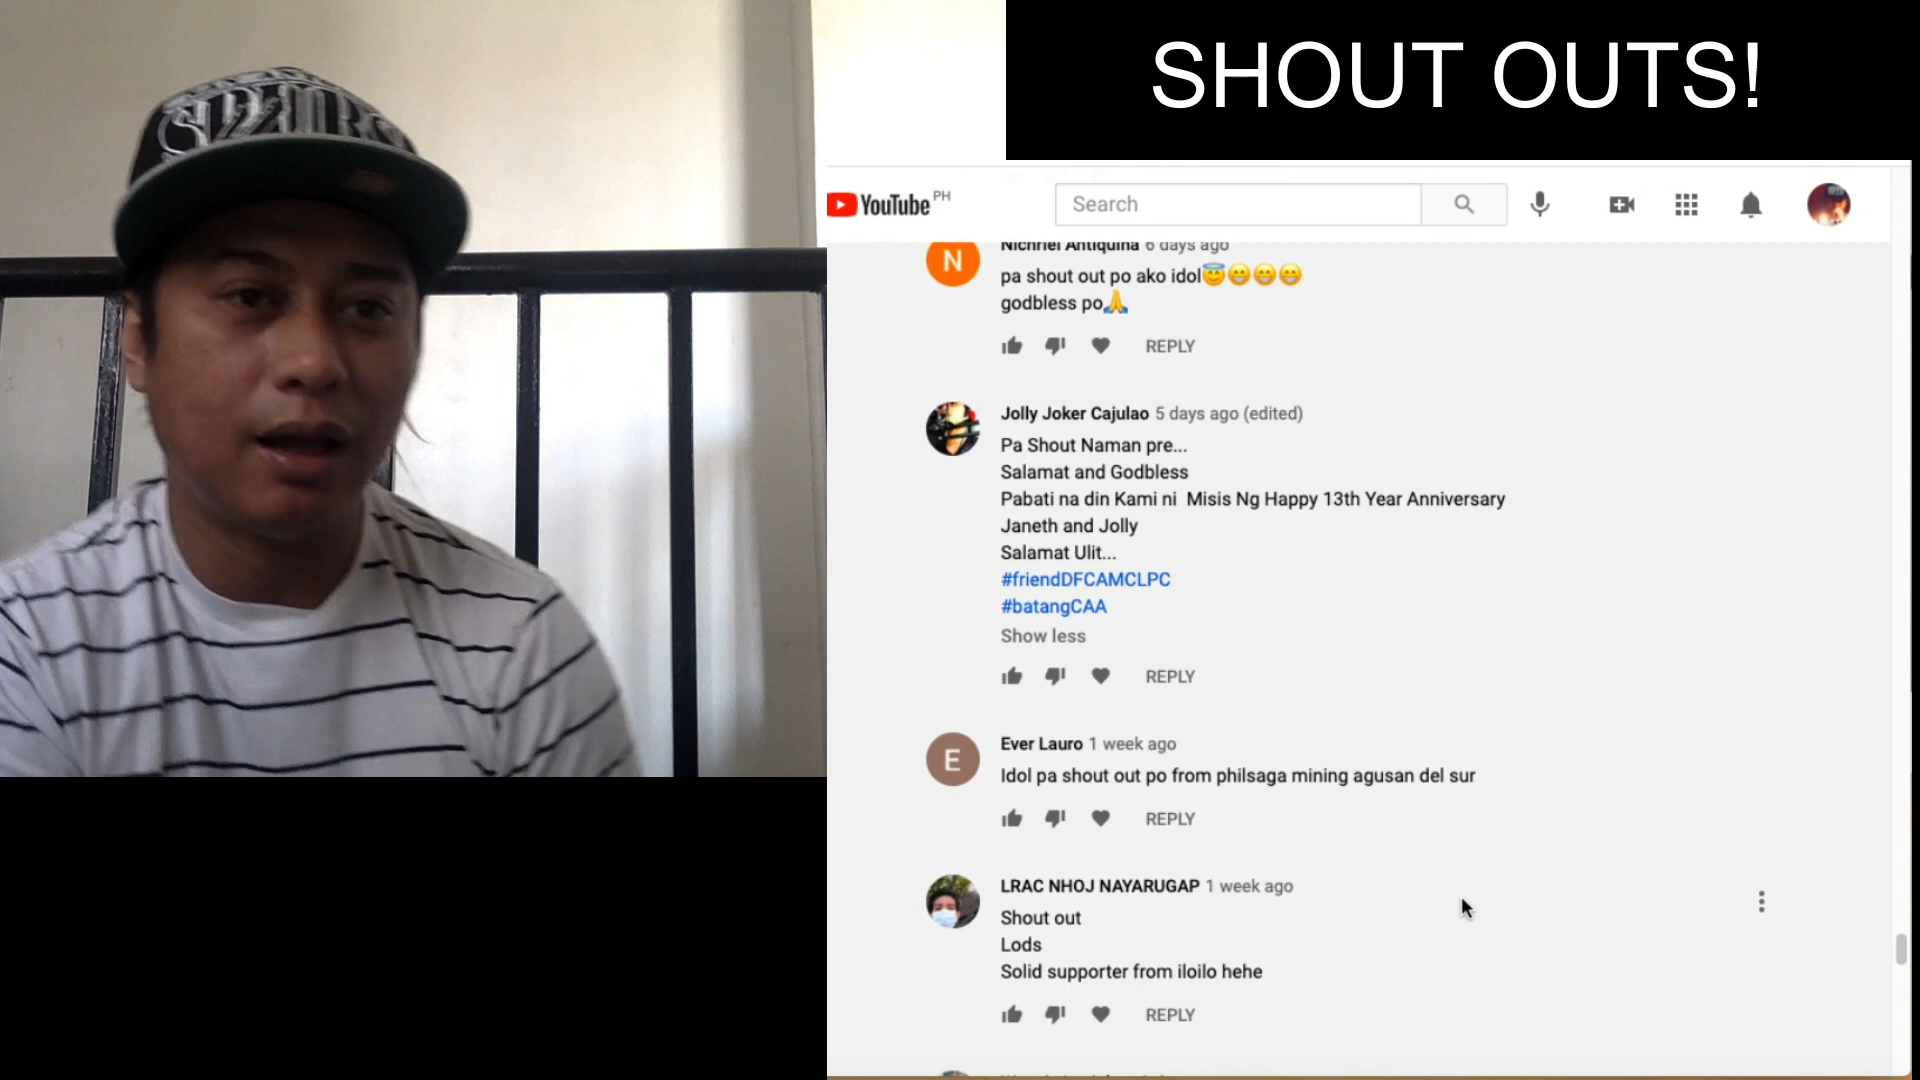 SHOUT OUTS!
YouTube PH
Search
N
Nichriel Antiquina 6 days ago
pa shout out po ako idol😇😁😁😁
godbless po🙏
REPLY
Jolly Joker Cajulao 5 days ago (edited)
Pa Shout Naman pre...
Salamat and Godbless
Pabati na din Kami ni Misis Ng Happy 13th Year Anniversary
Janeth and Jolly
Salamat Ulit...
#friendDFCAMCLPC
#batangCAA
Show less
REPLY
E
Ever Lauro 1 week ago
Idol pa shout out po from philsaga mining agusan del sur
REPLY
LRAC NHOJ NAYARUGAP 1 week ago
Shout out
Lods
Solid supporter from iloilo hehe
REPLY